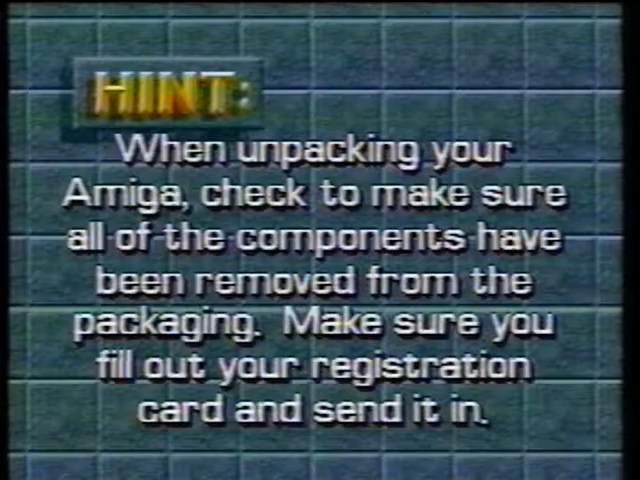 HINT:
When unpacking your
Amiga, check to make sure
all of the components have
been removed from the
packaging. Make sure you
fill out your registration
card and send it in.